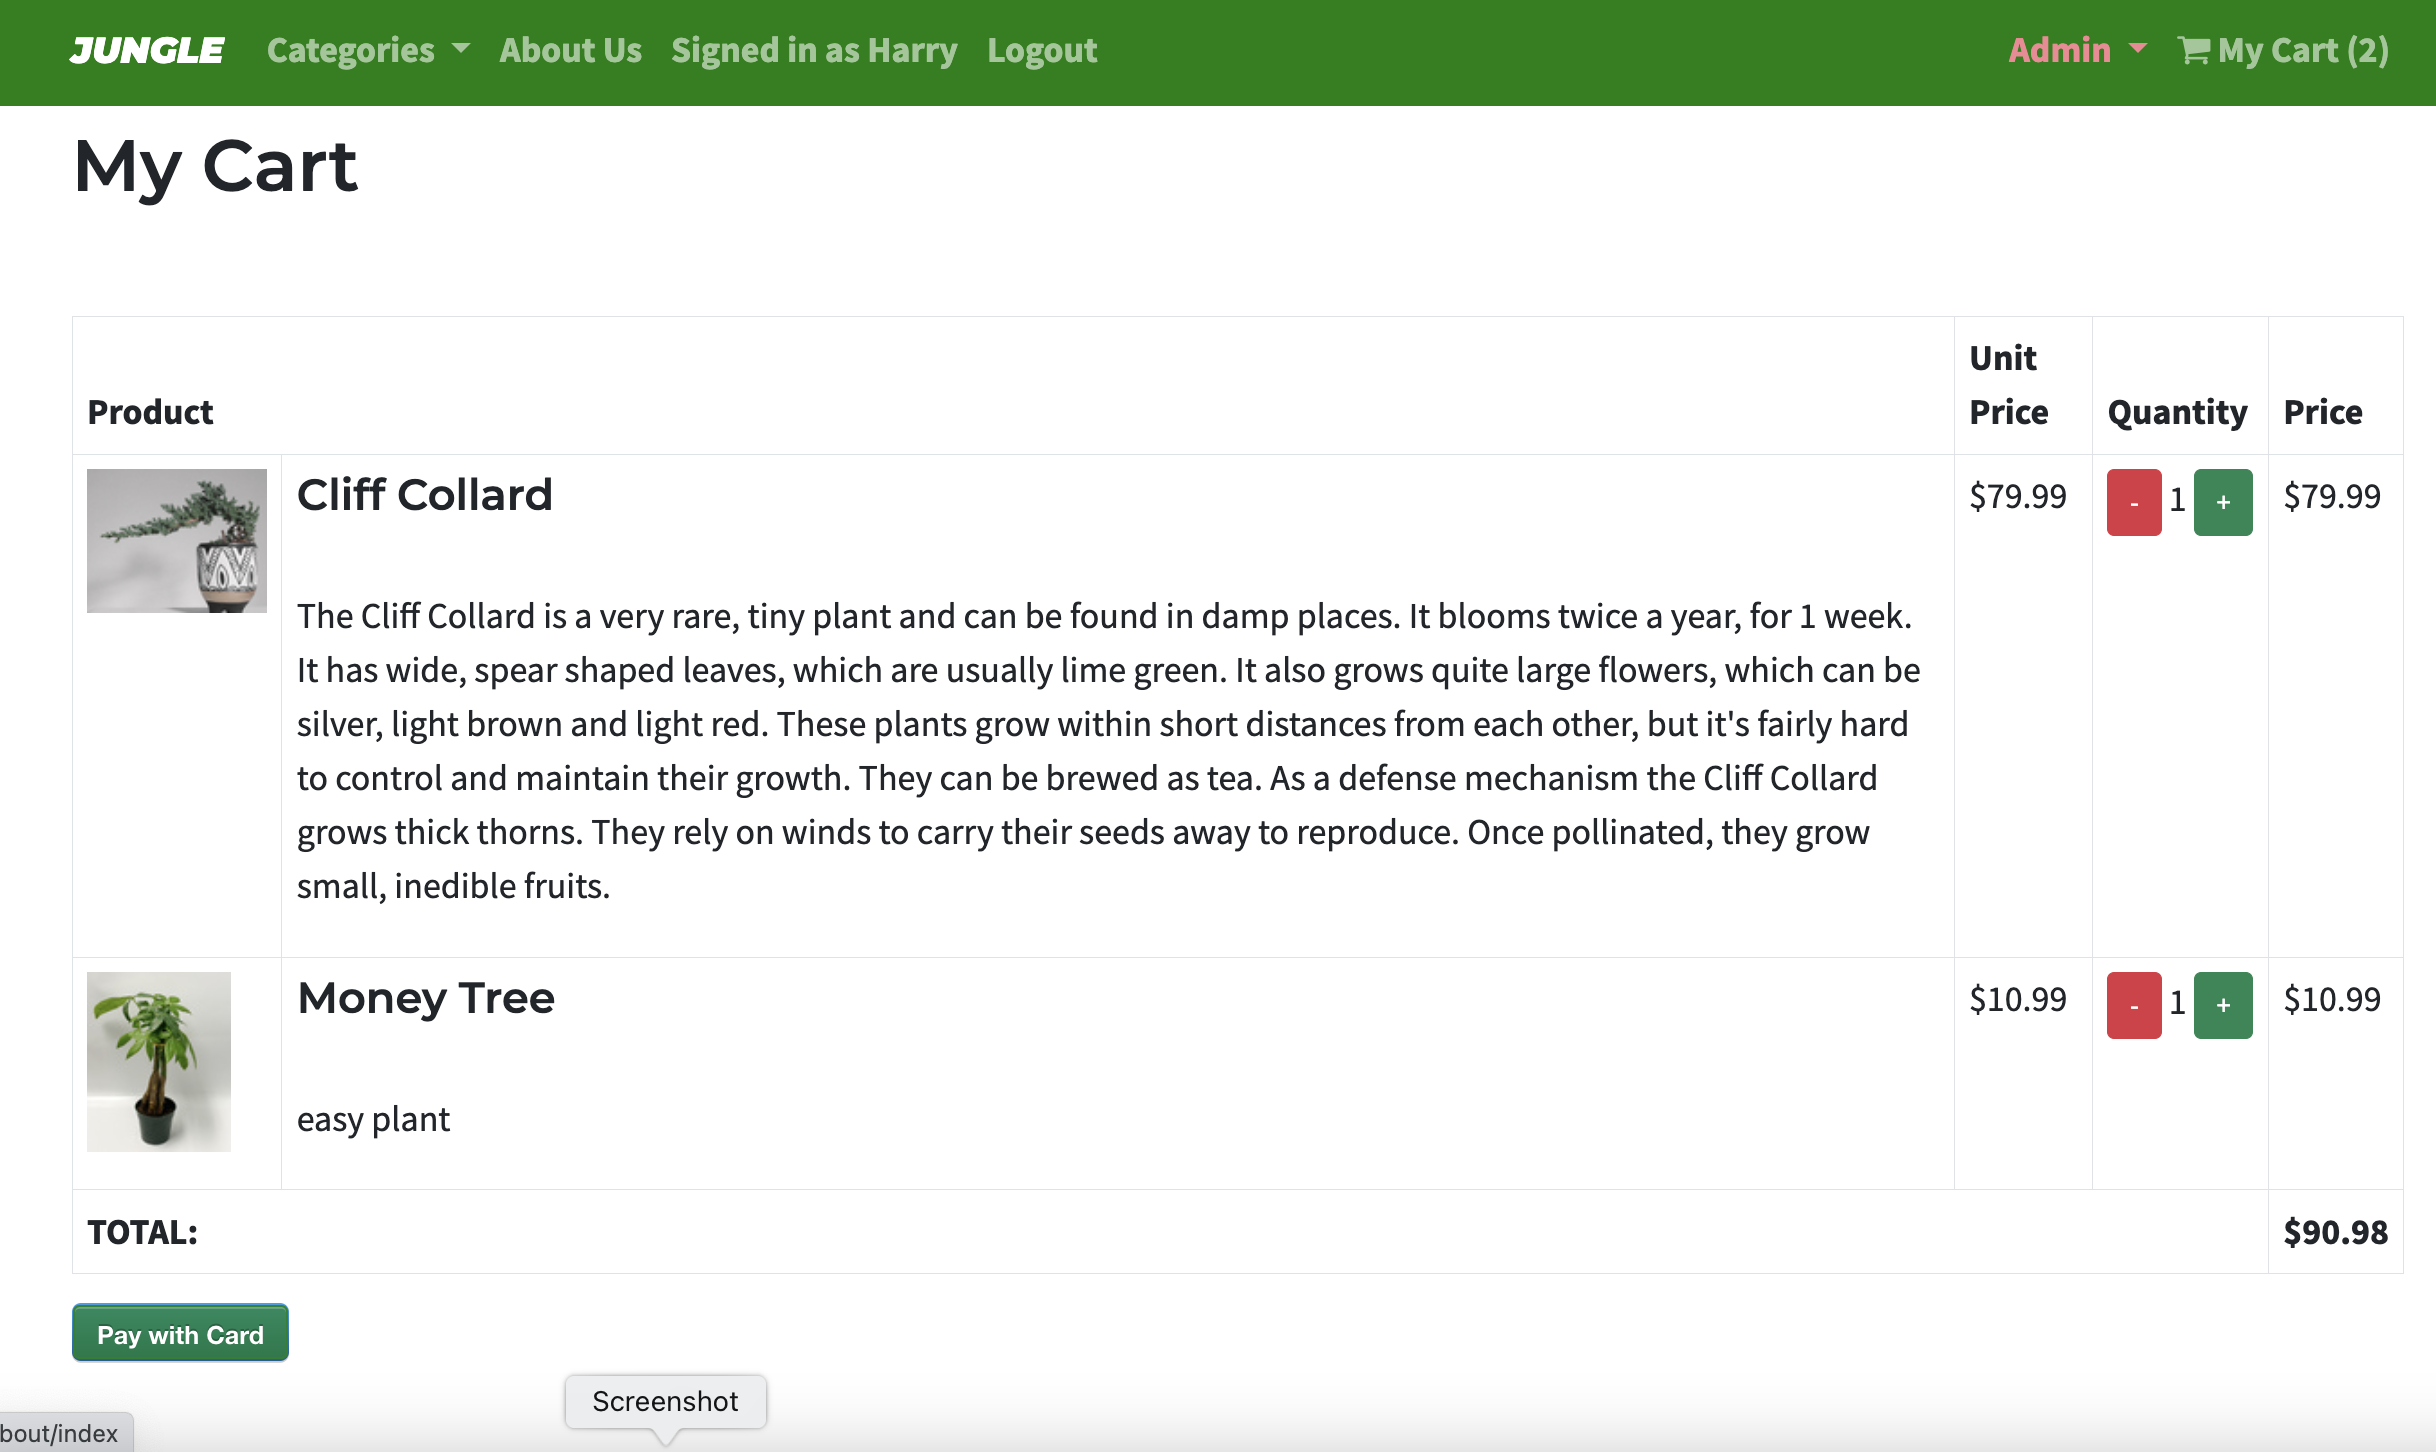 JUNGLE Categories About Us Signed in as Harry Logout Admin My Cart (2)
My Cart
Product Unit Price Quantity Price
Cliff Collard $79.99 - 1 + $79.99
The Cliff Collard is a very rare, tiny plant and can be found in damp places. It blooms twice a year, for 1 week.
It has wide, spear shaped leaves, which are usually lime green. It also grows quite large flowers, which can be
silver, light brown and light red. These plants grow within short distances from each other, but it's fairly hard
to control and maintain their growth. They can be brewed as tea. As a defense mechanism the Cliff Collard
grows thick thorns. They rely on winds to carry their seeds away to reproduce. Once pollinated, they grow
small, inedible fruits.
Money Tree $10.99 - 1 + $10.99
easy plant
TOTAL: $90.98
Pay with Card
Screenshot
bout/index